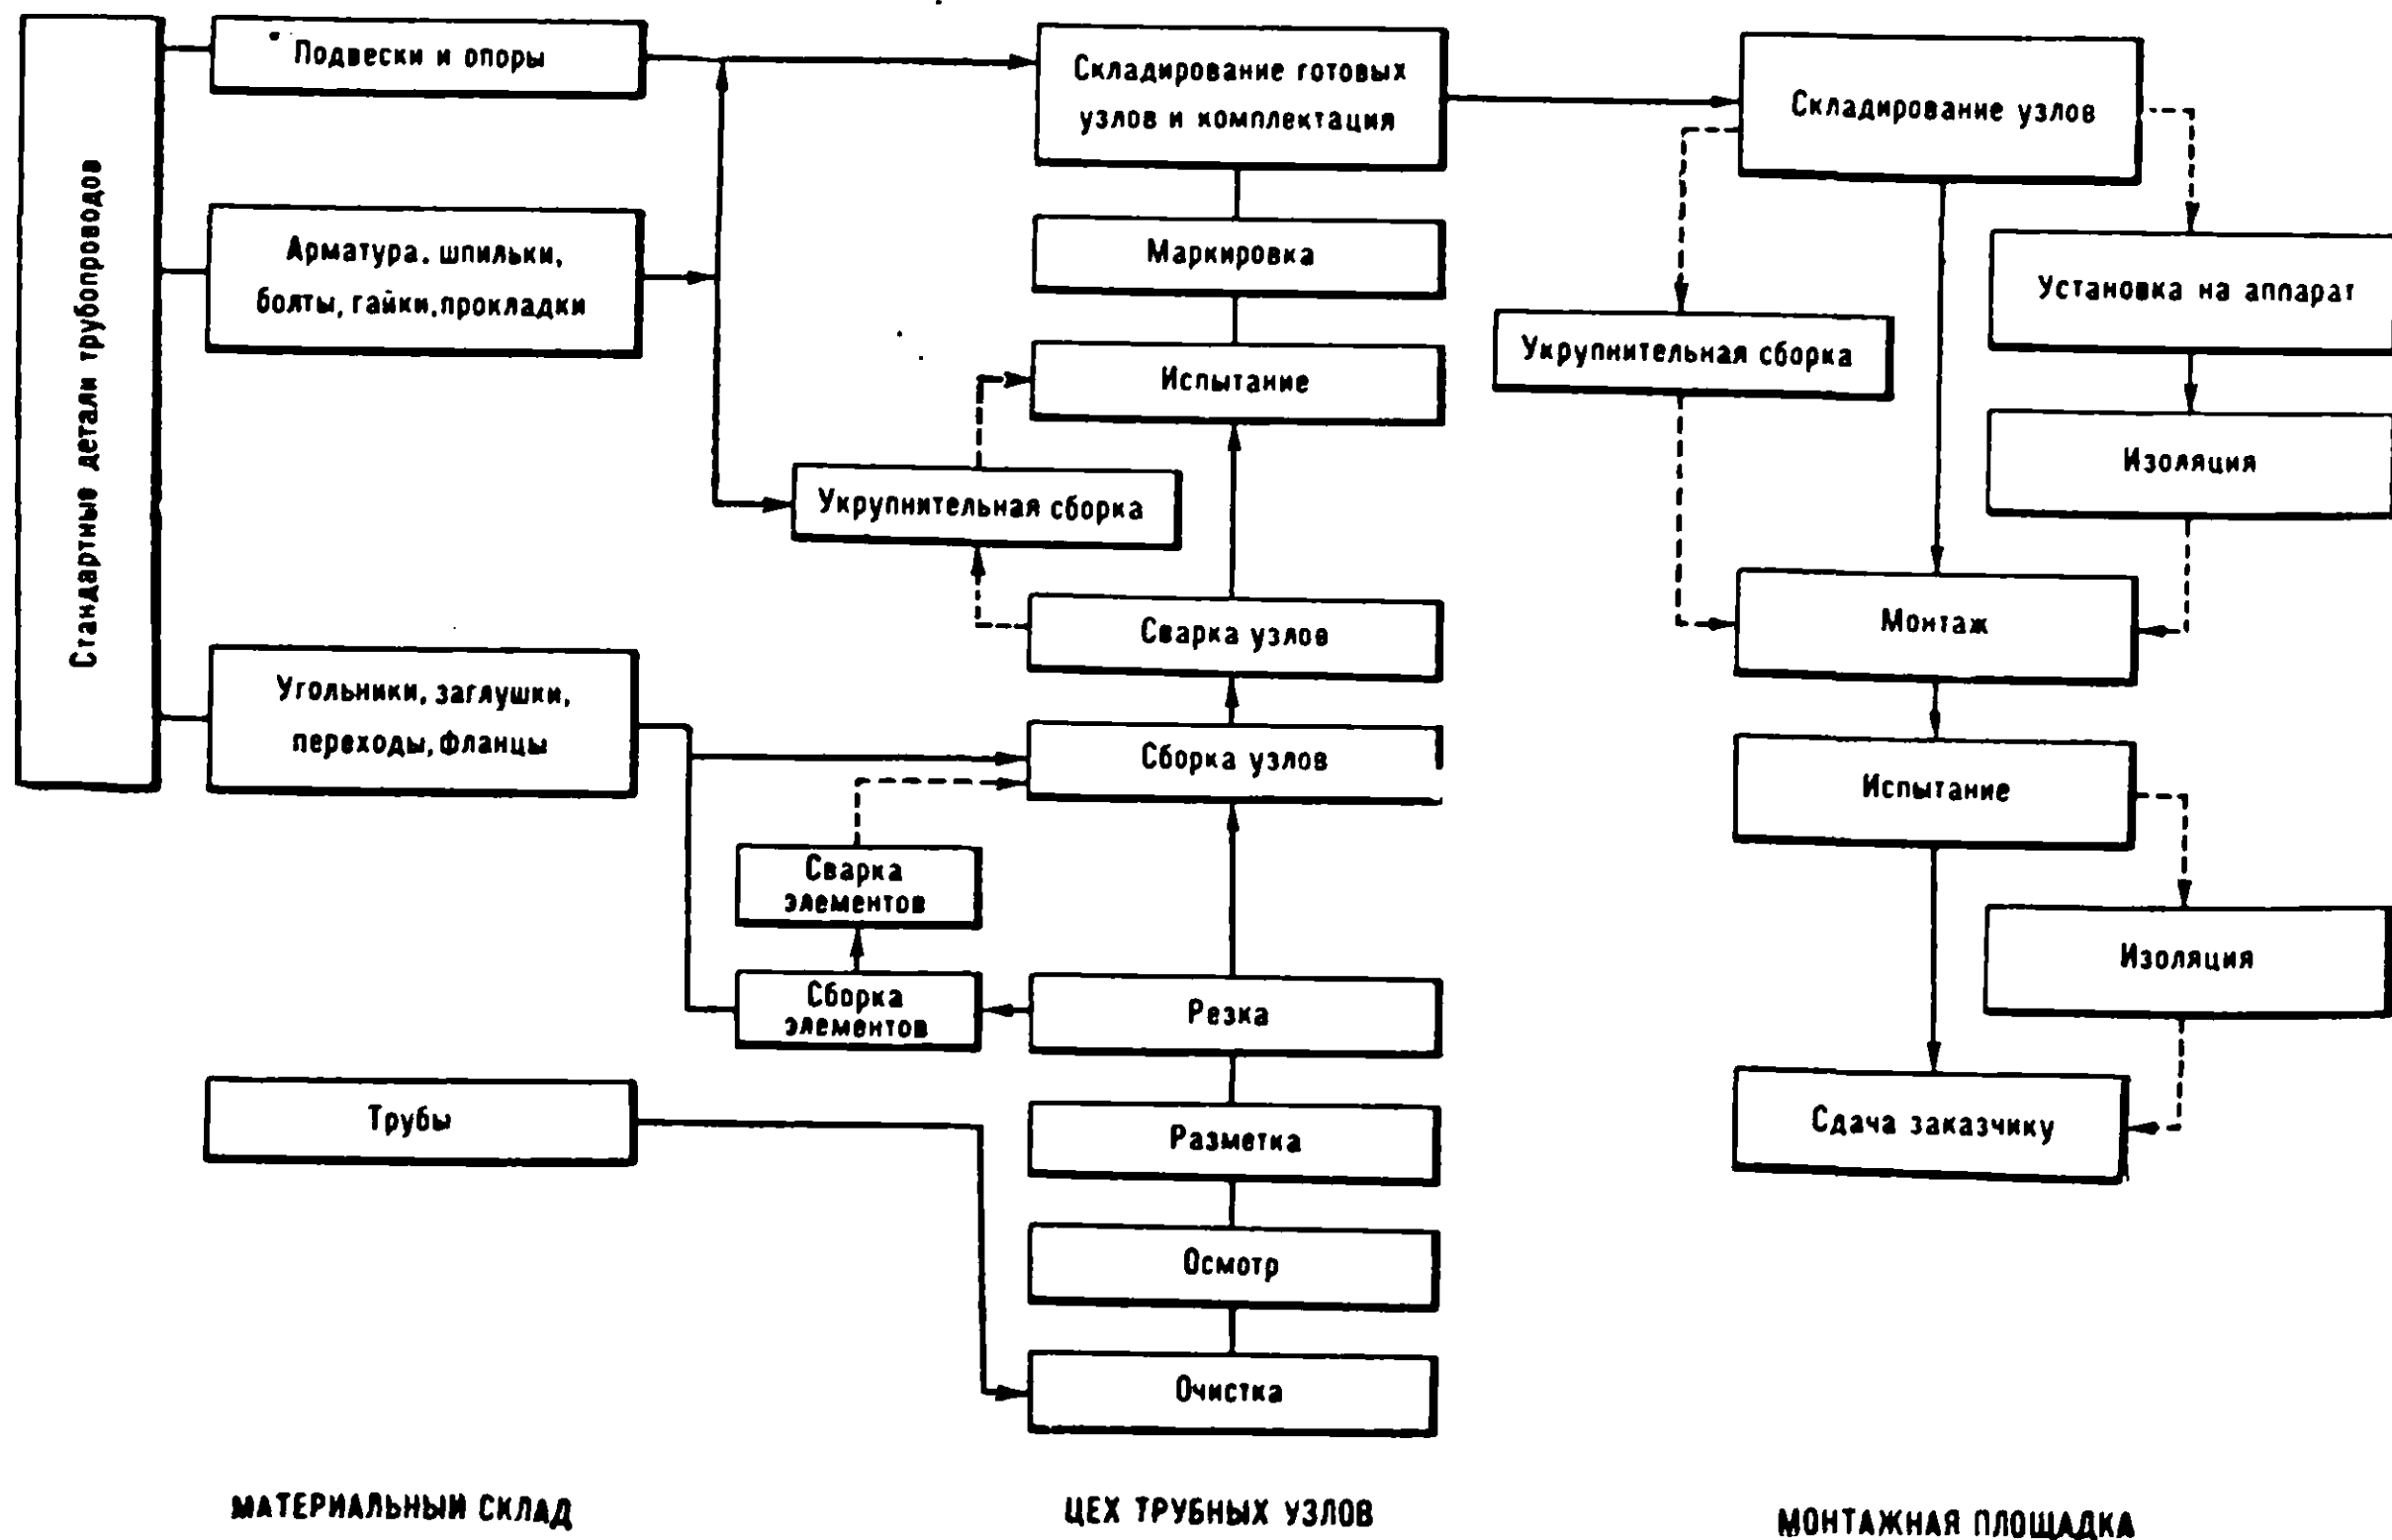 Стандартные детали трубопроводов
Подвески и опоры
Арматура. шпильки,
болты, гайки, прокладки
Угольники, заглушки,
переходы, фланцы
Трубы
Укрупнительная сборка
Сварка
элементов
Сборка
элементов
Складирование готовых
узлов и комплектация
Маркировка
Испытание
Сварка узлов
Сборка узлов
Резка
Разметка
Осмотр
Очистка
Складирование узлов
Укрупнительная сборка
Установка на аппарат
Изоляция
Монтаж
Испытание
Изоляция
Сдача заказчику
МАТЕРИАЛЬНЫЙ СКЛАД
ЦЕХ ТРУБНЫХ УЗЛОВ
МОНТАЖНАЯ ПЛОЩАДКА